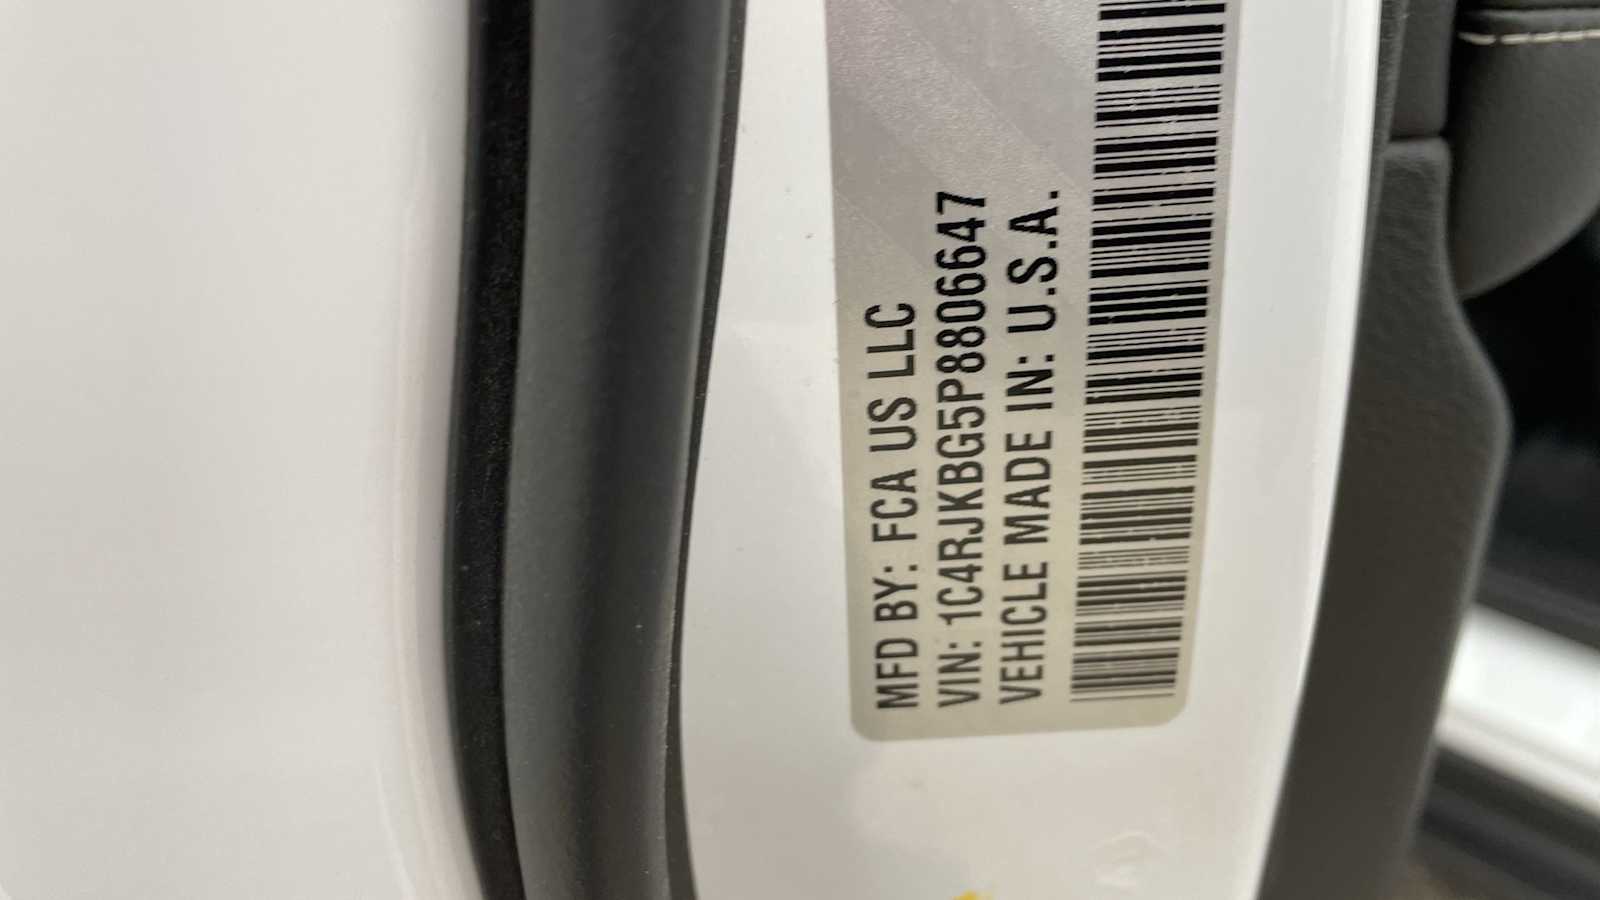 MFD BY: FCA US LLC
VIN: 1C4RJKBG5P8806647
VEHICLE MADE IN: U.S.A.